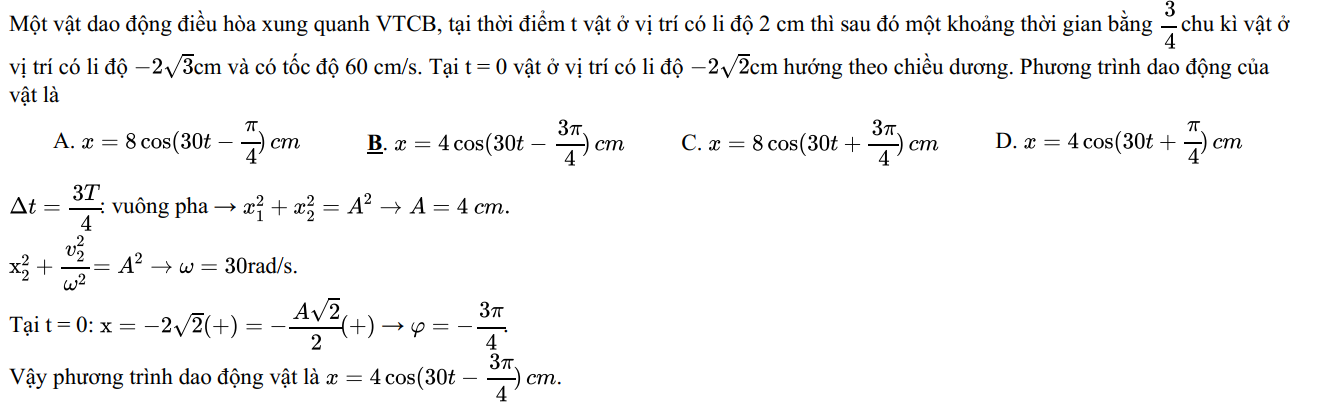 Một vật dao động điều hòa xung quanh VTCB, tại thời điểm t vật ở vị trí có li độ 2 cm thì sau đó một khoảng thời gian bằng $\frac{3}{4}$ chu kì vật ở
vị trí có li độ $-2\sqrt{3}$cm và có tốc độ 60 cm/s. Tại t = 0 vật ở vị trí có li độ $-2\sqrt{2}$cm hướng theo chiều dương. Phương trình dao động của
vật là
A. $x = 8\cos(30t - \frac{\pi}{4})\,cm$ B. $x = 4\cos(30t - \frac{3\pi}{4})\,cm$ C. $x = 8\cos(30t + \frac{3\pi}{4})\,cm$ D. $x = 4\cos(30t + \frac{\pi}{4})\,cm$
$\Delta t = \frac{3T}{4}$: vuông pha $\rightarrow x_1^2 + x_2^2 = A^2 \rightarrow A = 4\,cm.$
$x_2^2 + \frac{v_2^2}{\omega^2} = A^2 \rightarrow \omega = 30$rad/s.
Tại t = 0: $x = -2\sqrt{2}(+) = -\frac{A\sqrt{2}}{2}(+) \rightarrow \varphi = -\frac{3\pi}{4}.$
Vậy phương trình dao động vật là $x = 4\cos(30t - \frac{3\pi}{4})\,cm.$